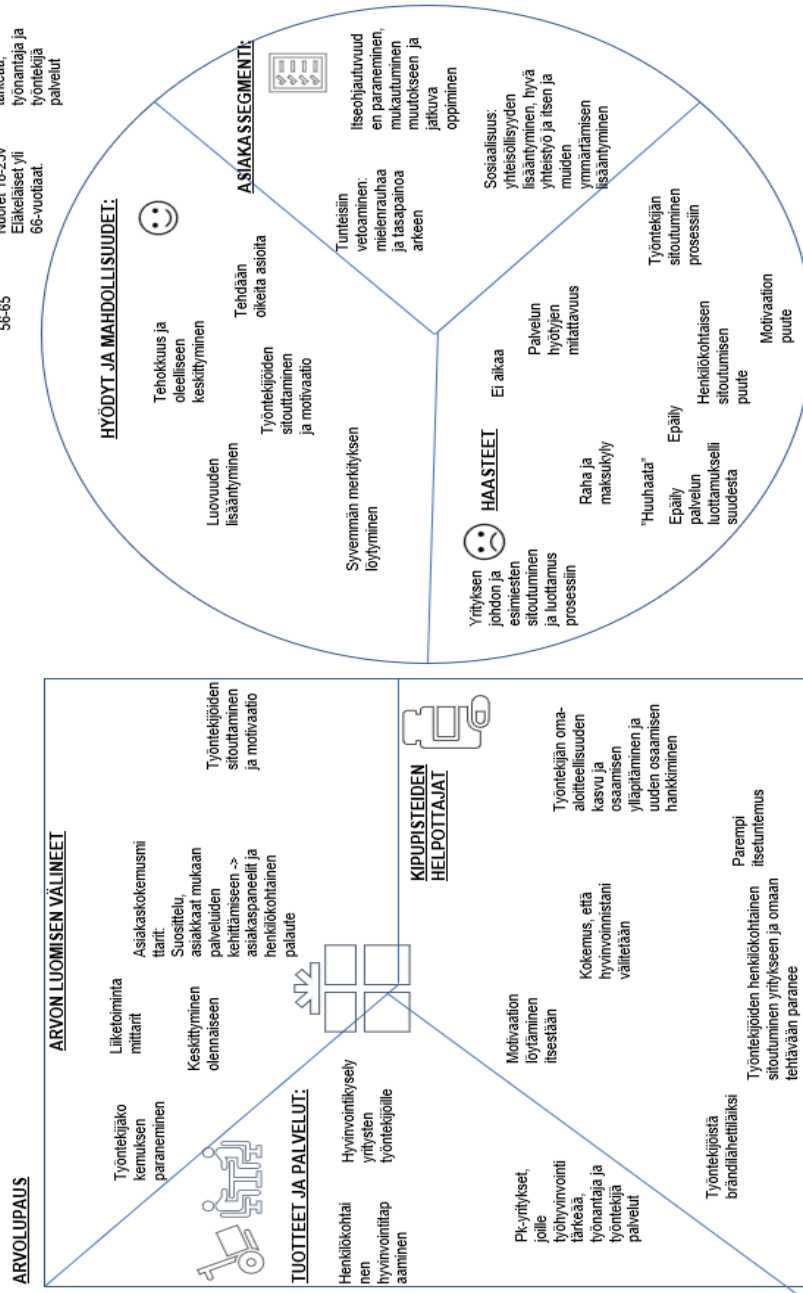 ARVOLUPAUS
ARVON LUOMISEN VÄLINEET
Työntekijäko
kemuksen
paraneminen
Liiketoiminta
mittarit
Keskittyminen
olennaiseen
Asiakaskokemusmi
ttarit:
Suosittelu,
asiakkaat mukaan
palveluiden
kehittämiseen ->
asiakaspaneelit ja
henkilökohtainen
palaute
Työntekijöiden
sitouttaminen
ja motivaatio
TUOTTEET JA PALVELUT:
Henkilökohtai
nen
hyvinvointitap
aaminen
Hyvinvointikysely
yritysten
työntekijöille
Pk-yritykset,
joille
työhyvinvointi
tärkeää,
työnantaja ja
työntekijä
palvelut
KIPUPISTEIDEN
HELPOTTAJAT
Motivaation
löytäminen
itsestään
Kokemus, että
hyvinvoinnistani
välitetään
Työntekijän oma-
aloitteellisuuden
kasvu ja
osaamisen
ylläpitäminen ja
uuden osaamisen
hankkiminen
Työntekijöistä
brändilähettiläiksi
Työntekijöiden henkilökohtainen
sitoutuminen yritykseen ja omaan
tehtävään paranee
Parempi
itsetuntemus
HYÖDYT JA MAHDOLLISUUDET:
Tehokkuus ja
oleelliseen
keskittyminen
Luovuuden
lisääntyminen
Tehdään
oikeita asioita
Työntekijöiden
sitouttaminen
ja motivaatio
Syvemmän merkityksen
löytyminen
56-65
Eläkeläiset yli
66-vuotiaat.
työnantaja ja
työntekijä
palvelut
ASIAKASSEGMENTTI:
Tunteisiin
vetoaminen:
mielenrauhaa
ja tasapainoa
arkeen
Itseohjautuvuud
en paraneminen,
mukautuminen
muutokseen ja
jatkuva
oppiminen
Sosiaalisuus:
yhteisöllisyyden
lisääntyminen, hyvä
yhteistyö ja itsen ja
muiden
ymmärtämisen
lisääntyminen
HAASTEET
Yrityksen
johdon ja
esimiesten
sitoutuminen
ja luottamus
prosessiin
Ei aikaa
Palvelun
hyötyjen
mitattavuus
Raha ja
maksukyly
"Huuhaata"
Epäily
palvelun
luottamukselli
suudesta
Epäily
Henkilökohtaisen
sitoutumisen
puute
Työntekijän
sitoutuminen
prosessiin
Motivaation
puute